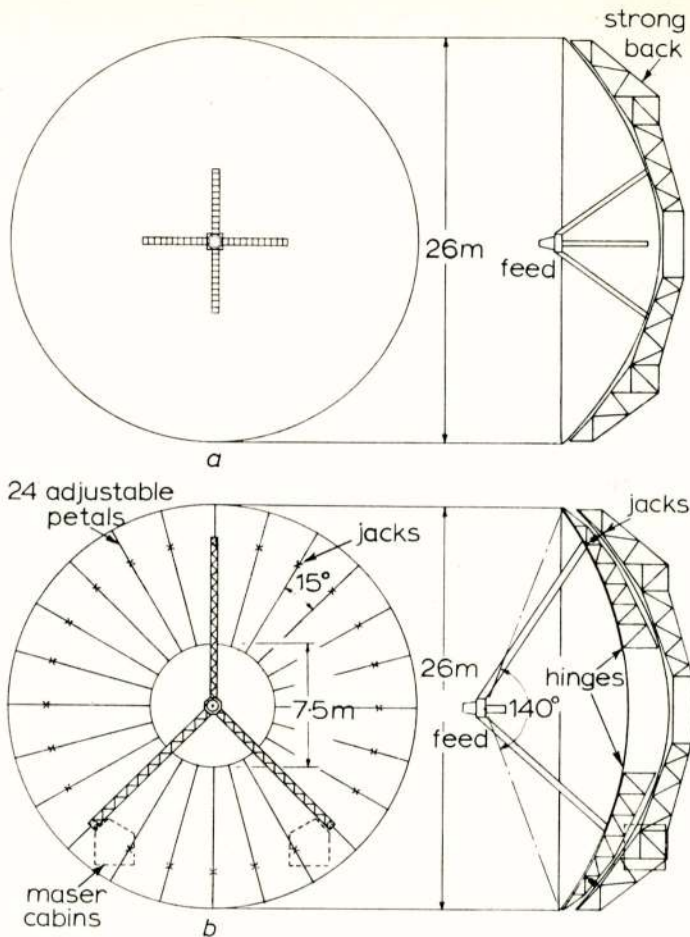 strong
back
26m
feed
a
24 adjustable
petals
jacks
15°
7·5m
maser
cabins
b
jacks
26m
hinges
140°
feed